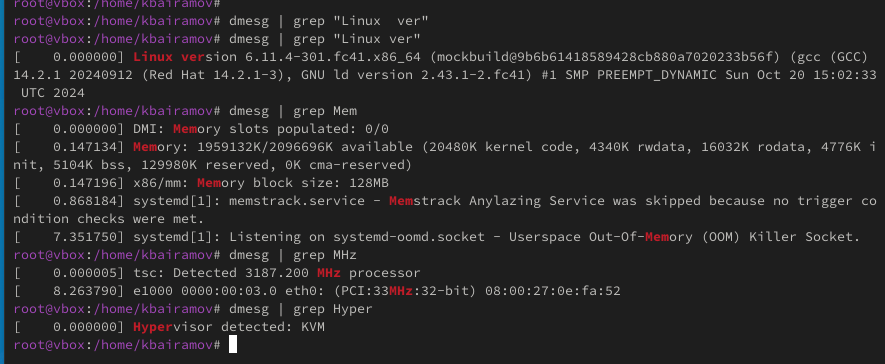 root@vbox:/home/kbairamov#
root@vbox:/home/kbairamov# dmesg | grep "Linux  ver"
root@vbox:/home/kbairamov# dmesg | grep "Linux ver"
[    0.000000] Linux version 6.11.4-301.fc41.x86_64 (mockbuild@9b6b61418589428cb880a7020233b56f) (gcc (GCC)
14.2.1 20240912 (Red Hat 14.2.1-3), GNU ld version 2.43.1-2.fc41) #1 SMP PREEMPT_DYNAMIC Sun Oct 20 15:02:33
 UTC 2024
root@vbox:/home/kbairamov# dmesg | grep Mem
[    0.000000] DMI: Memory slots populated: 0/0
[    0.147134] Memory: 1959132K/2096696K available (20480K kernel code, 4340K rwdata, 16032K rodata, 4776K i
nit, 5104K bss, 129980K reserved, 0K cma-reserved)
[    0.147196] x86/mm: Memory block size: 128MB
[    0.868184] systemd[1]: memstrack.service - Memstrack Anylazing Service was skipped because no trigger co
ndition checks were met.
[    7.351750] systemd[1]: Listening on systemd-oomd.socket - Userspace Out-Of-Memory (OOM) Killer Socket.
root@vbox:/home/kbairamov# dmesg | grep MHz
[    0.000005] tsc: Detected 3187.200 MHz processor
[    8.263790] e1000 0000:00:03.0 eth0: (PCI:33MHz:32-bit) 08:00:27:0e:fa:52
root@vbox:/home/kbairamov# dmesg | grep Hyper
[    0.000000] Hypervisor detected: KVM
root@vbox:/home/kbairamov#